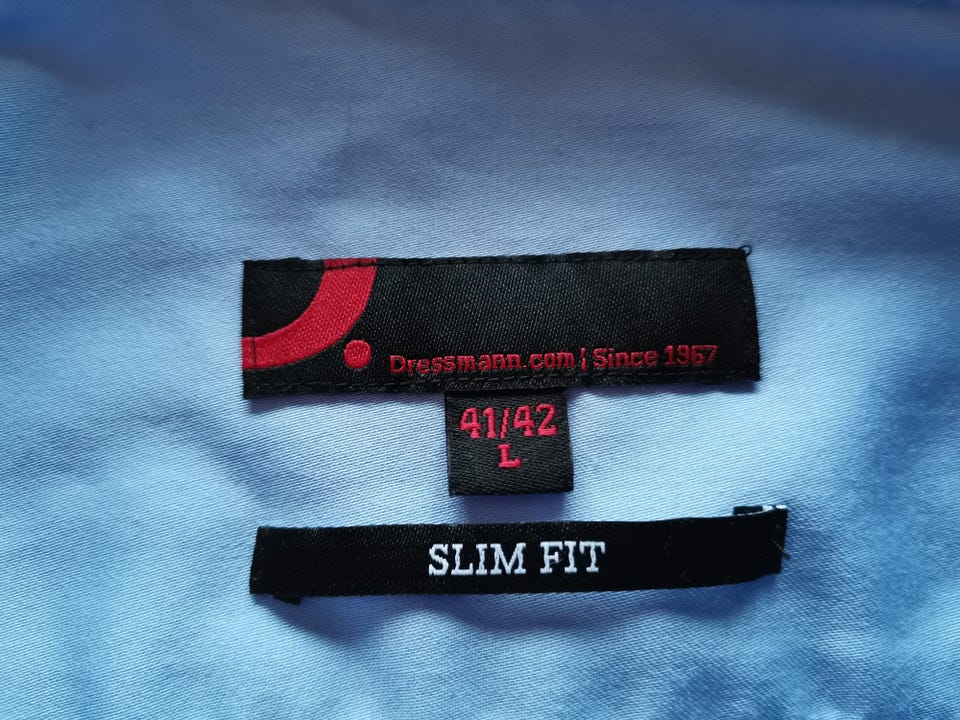 Dressmann.com | Since 1967
41/42
L
SLIM FIT